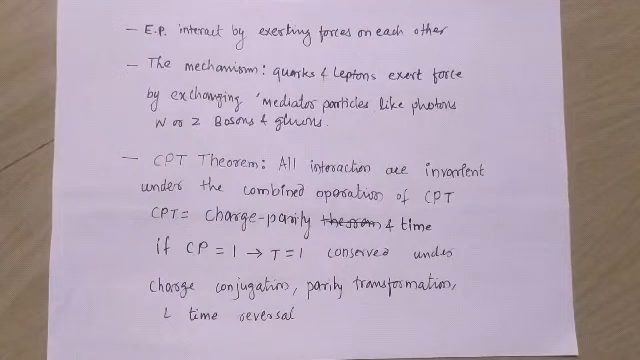 - E.P. interact by exerting forces on each other
- The mechanism: quarks & Leptons exert force
by exchanging 'mediator particles like photons
W or Z Bosons & gluons.
- CPT Theorem: All interaction are invarient
under the combined operation of CPT
CPT = charge-parity theorem & time
if CP = 1 → T = 1 conserved under
charge conjugation, parity transformation,
& time reversal